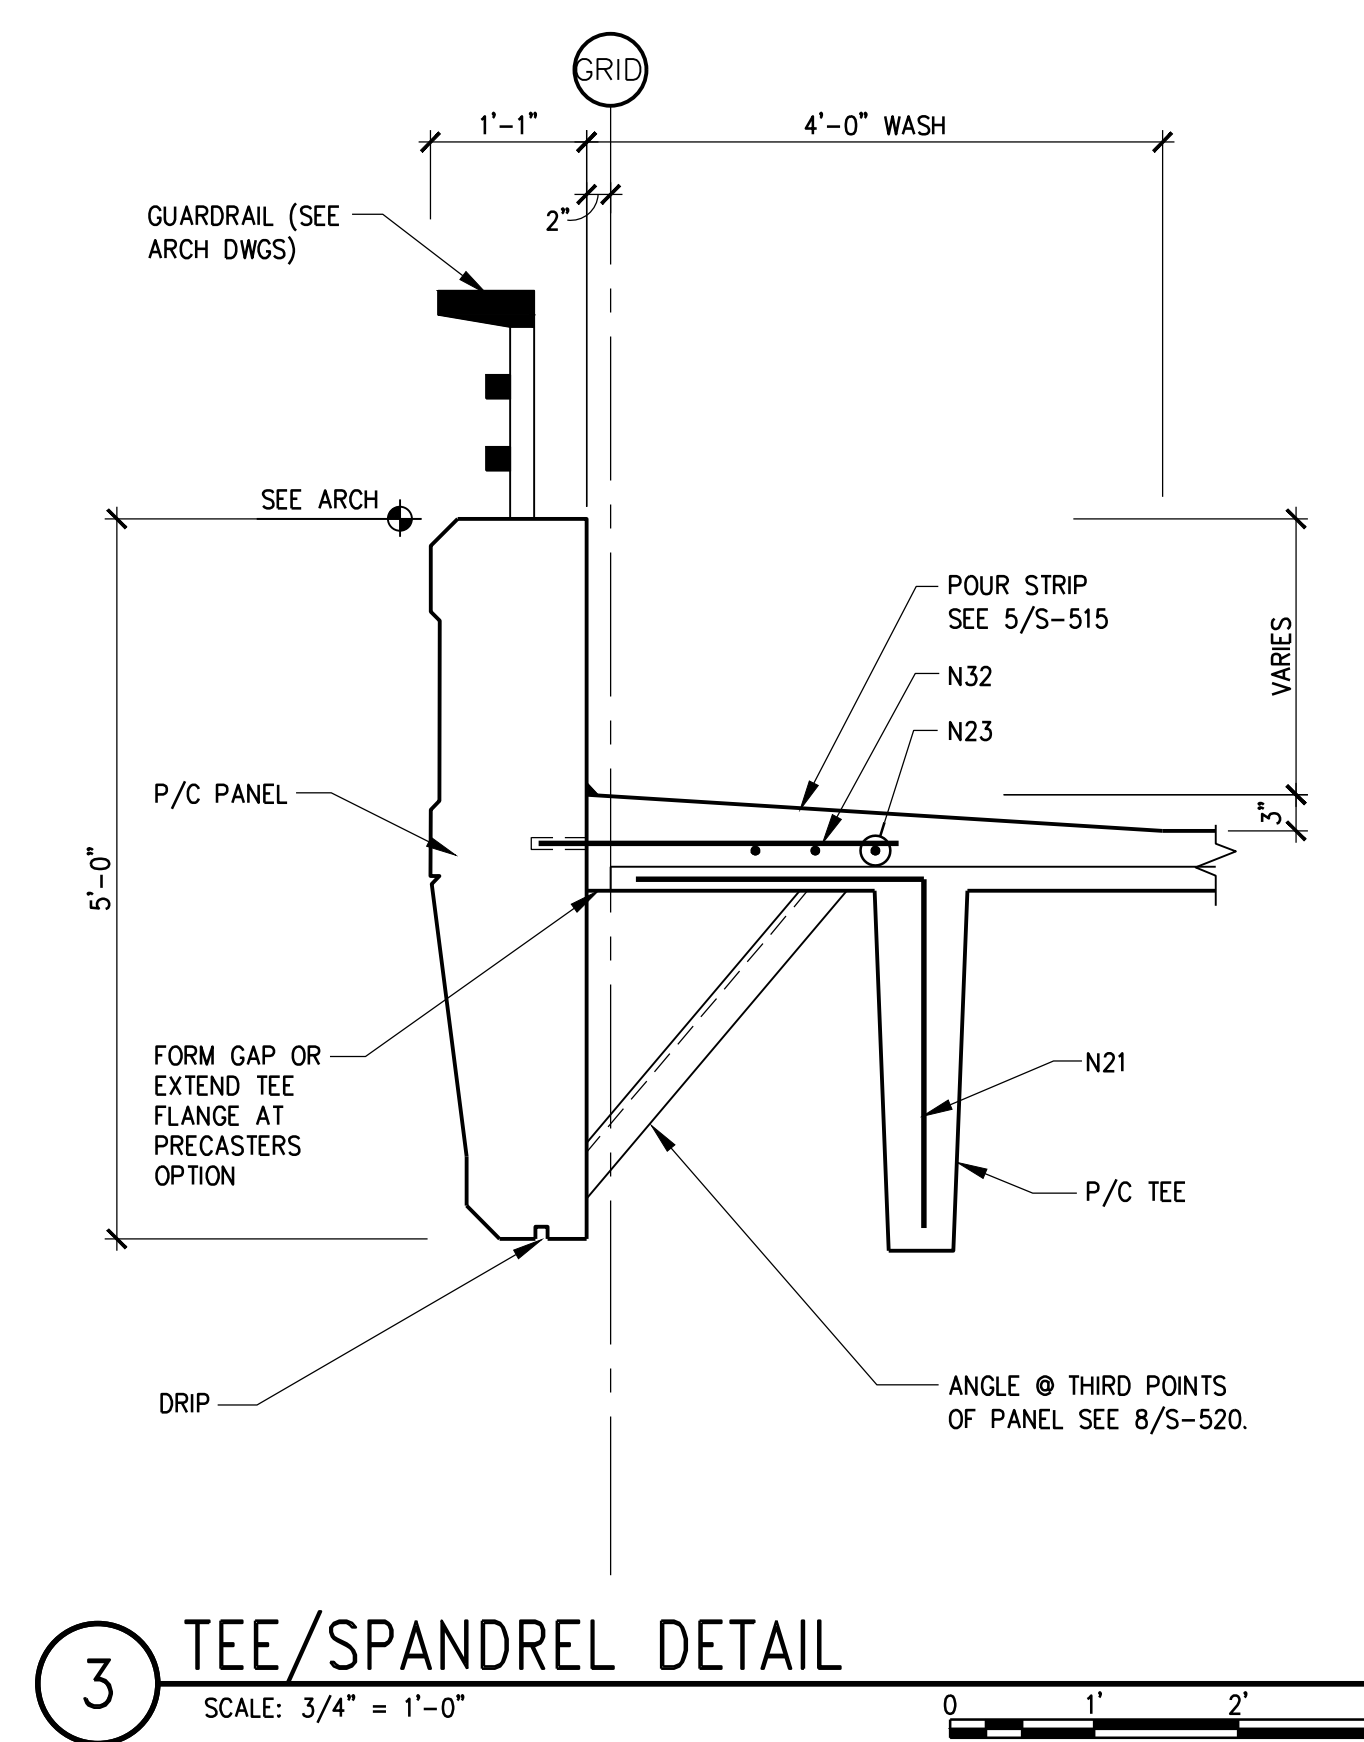 GRID
1'-1"
4'-0" WASH
2"
GUARDRAIL (SEE
ARCH DWGS)
SEE ARCH
POUR STRIP
SEE 5/S-515
VARIES
N32
N23
P/C PANEL
3"
5'-0"
FORM GAP OR
EXTEND TEE
FLANGE AT
PRECASTERS
OPTION
N21
P/C TEE
ANGLE @ THIRD POINTS
OF PANEL SEE 8/S-520.
DRIP
3
TEE/SPANDREL DETAIL
SCALE: 3/4" = 1'-0"
0 1' 2'